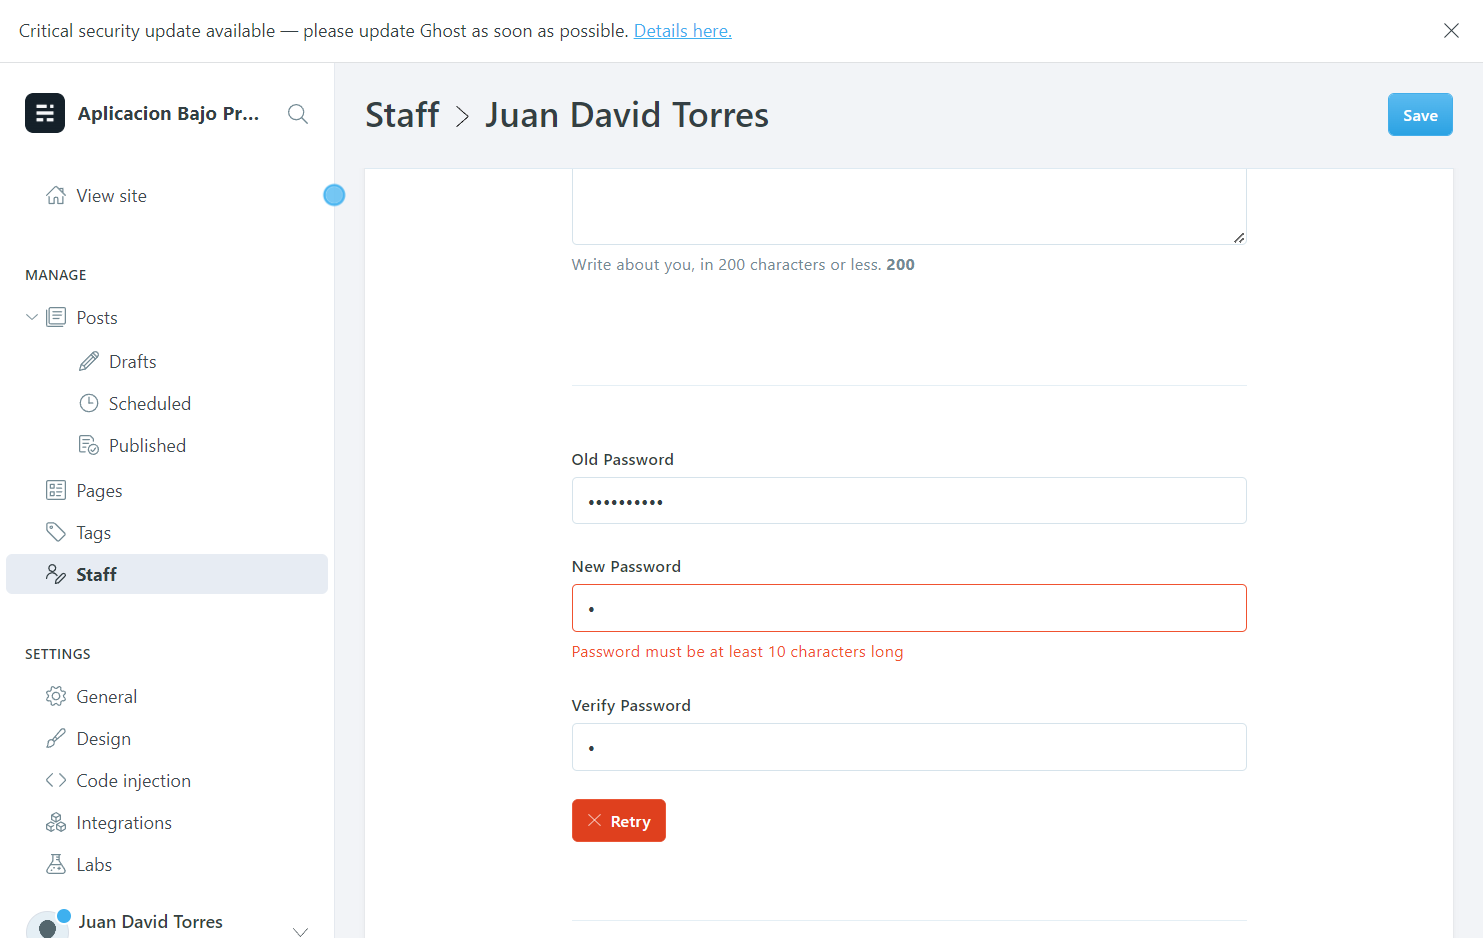 Critical security update available — please update Ghost as soon as possible. Details here.
Aplicacion Bajo Pr...
View site
MANAGE
Posts
Drafts
Scheduled
Published
Pages
Tags
Staff
SETTINGS
General
Design
Code injection
Integrations
Labs
Juan David Torres
Staff > Juan David Torres
Save
Write about you, in 200 characters or less. 200
Old Password
••••••••••
New Password
•
Password must be at least 10 characters long
Verify Password
•
Retry